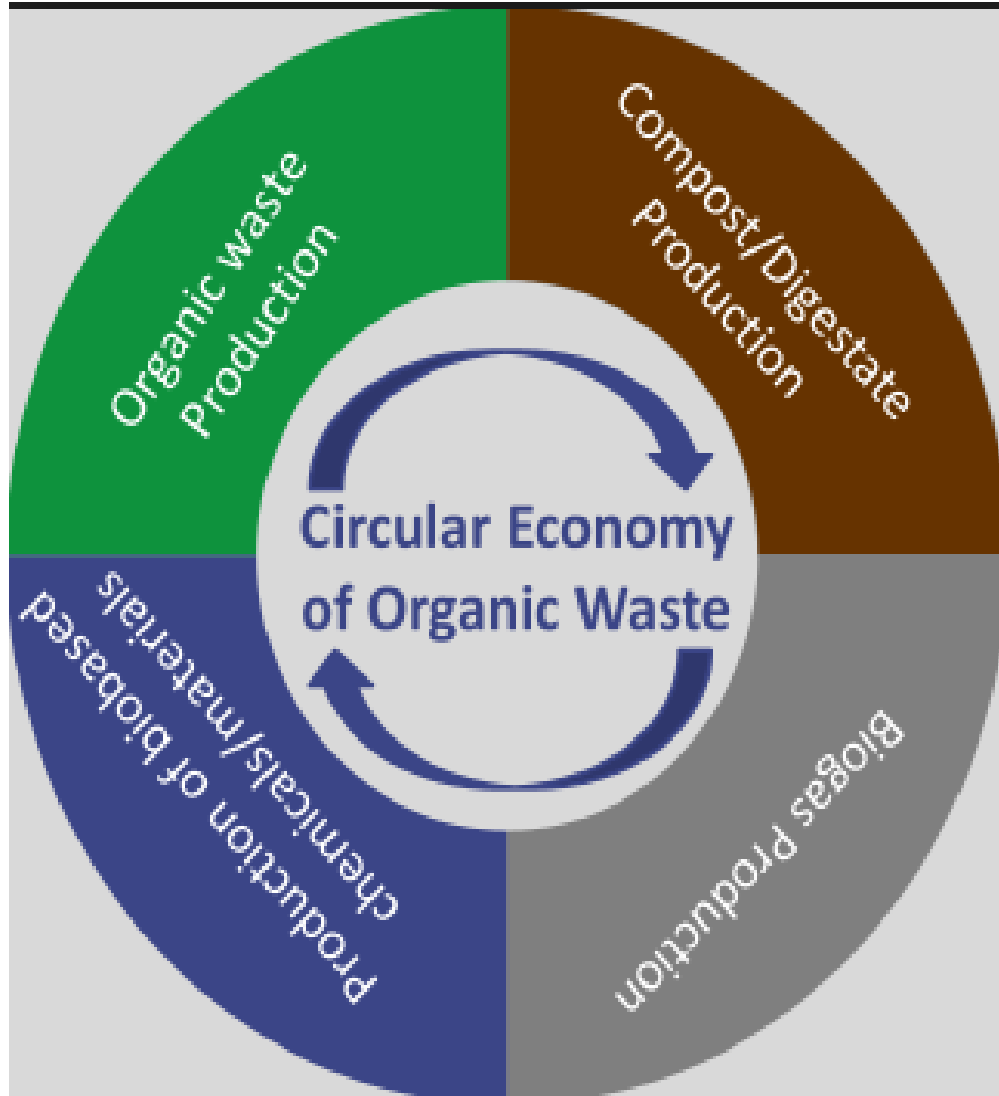 Organic waste
Production
Compost/Digestate
Production
Circular Economy
of Organic Waste
Biogas Production
Production of biobased
chemicals/materials